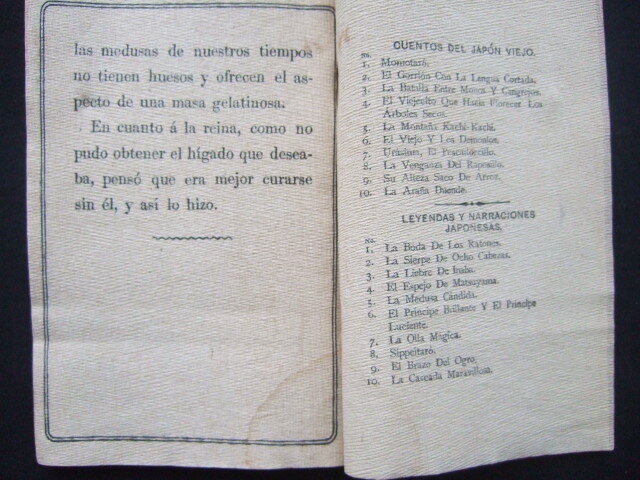 las medusas de nuestros tiempos
no tienen huesos y ofrecen el as-
pecto de una masa gelatinosa.
En cuanto á la reina, como no
pudo obtener el hígado que desea-
ba, pensó que era mejor curarse
sin él, y así lo hizo.
CUENTOS DEL JAPÓN VIEJO.
No.
1. Momotaró.
2. El Gorrión Con La Lengua Cortada.
3. La Batalla Entre Monos Y Cangrejos.
4. El Viejecito Que Hacía Florecer Los
Árboles Secos.
5. La Montaña Kachi-Kachi.
6. El Viejo Y Los Demonios.
7. Urásima, El Pescadorcillo.
8. La Venganza Del Raposillo.
9. Su Alteza Saco De Arroz.
10. La Araña Duende.
LEYENDAS Y NARRACIONES
JAPONESAS.
No.
1. La Boda De Los Ratones.
2. La Sierpe De Ocho Cabezas.
3. La Liebre De Inaba.
4. El Espejo De Matsuyama.
5. La Medusa Cándida.
6. El Príncipe Brillante Y El Príncipe
Luciente.
7. La Olla Mágica.
8. Sippeitaró.
9. El Brazo Del Ogro.
10. La Cascada Maravillosa.